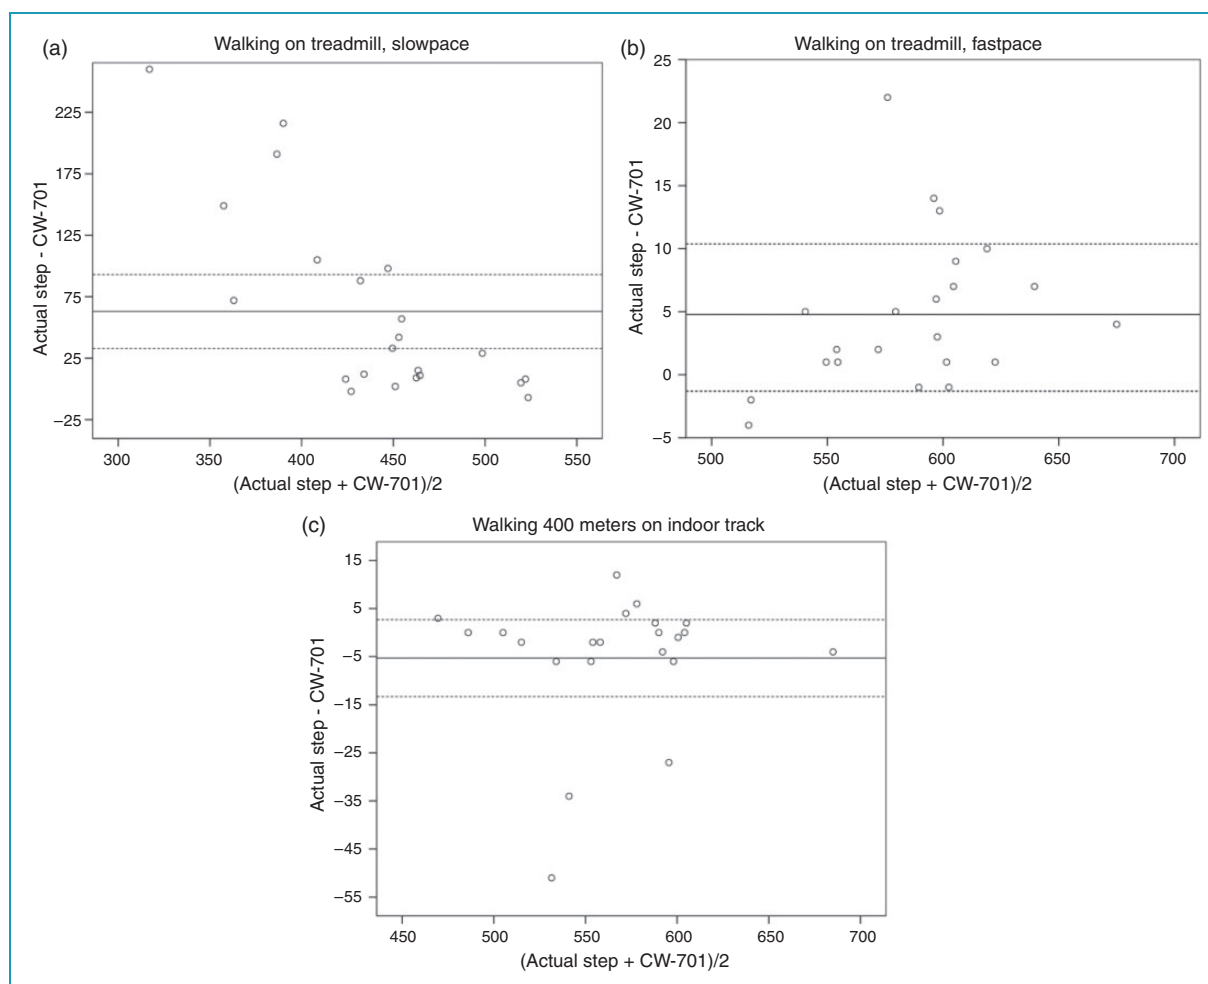 (a)
Walking on treadmill, slowpace
225
175
125
75
25
−25
Actual step - CW-701
300 350 400 450 500 550
(Actual step + CW-701)/2
(b)
Walking on treadmill, fastpace
25
20
15
10
5
0
−5
Actual step - CW-701
500 550 600 650 700
(Actual step + CW-701)/2
(c)
Walking 400 meters on indoor track
15
5
−5
−15
−25
−35
−45
−55
Actual step - CW-701
450 500 550 600 650 700
(Actual step + CW-701)/2